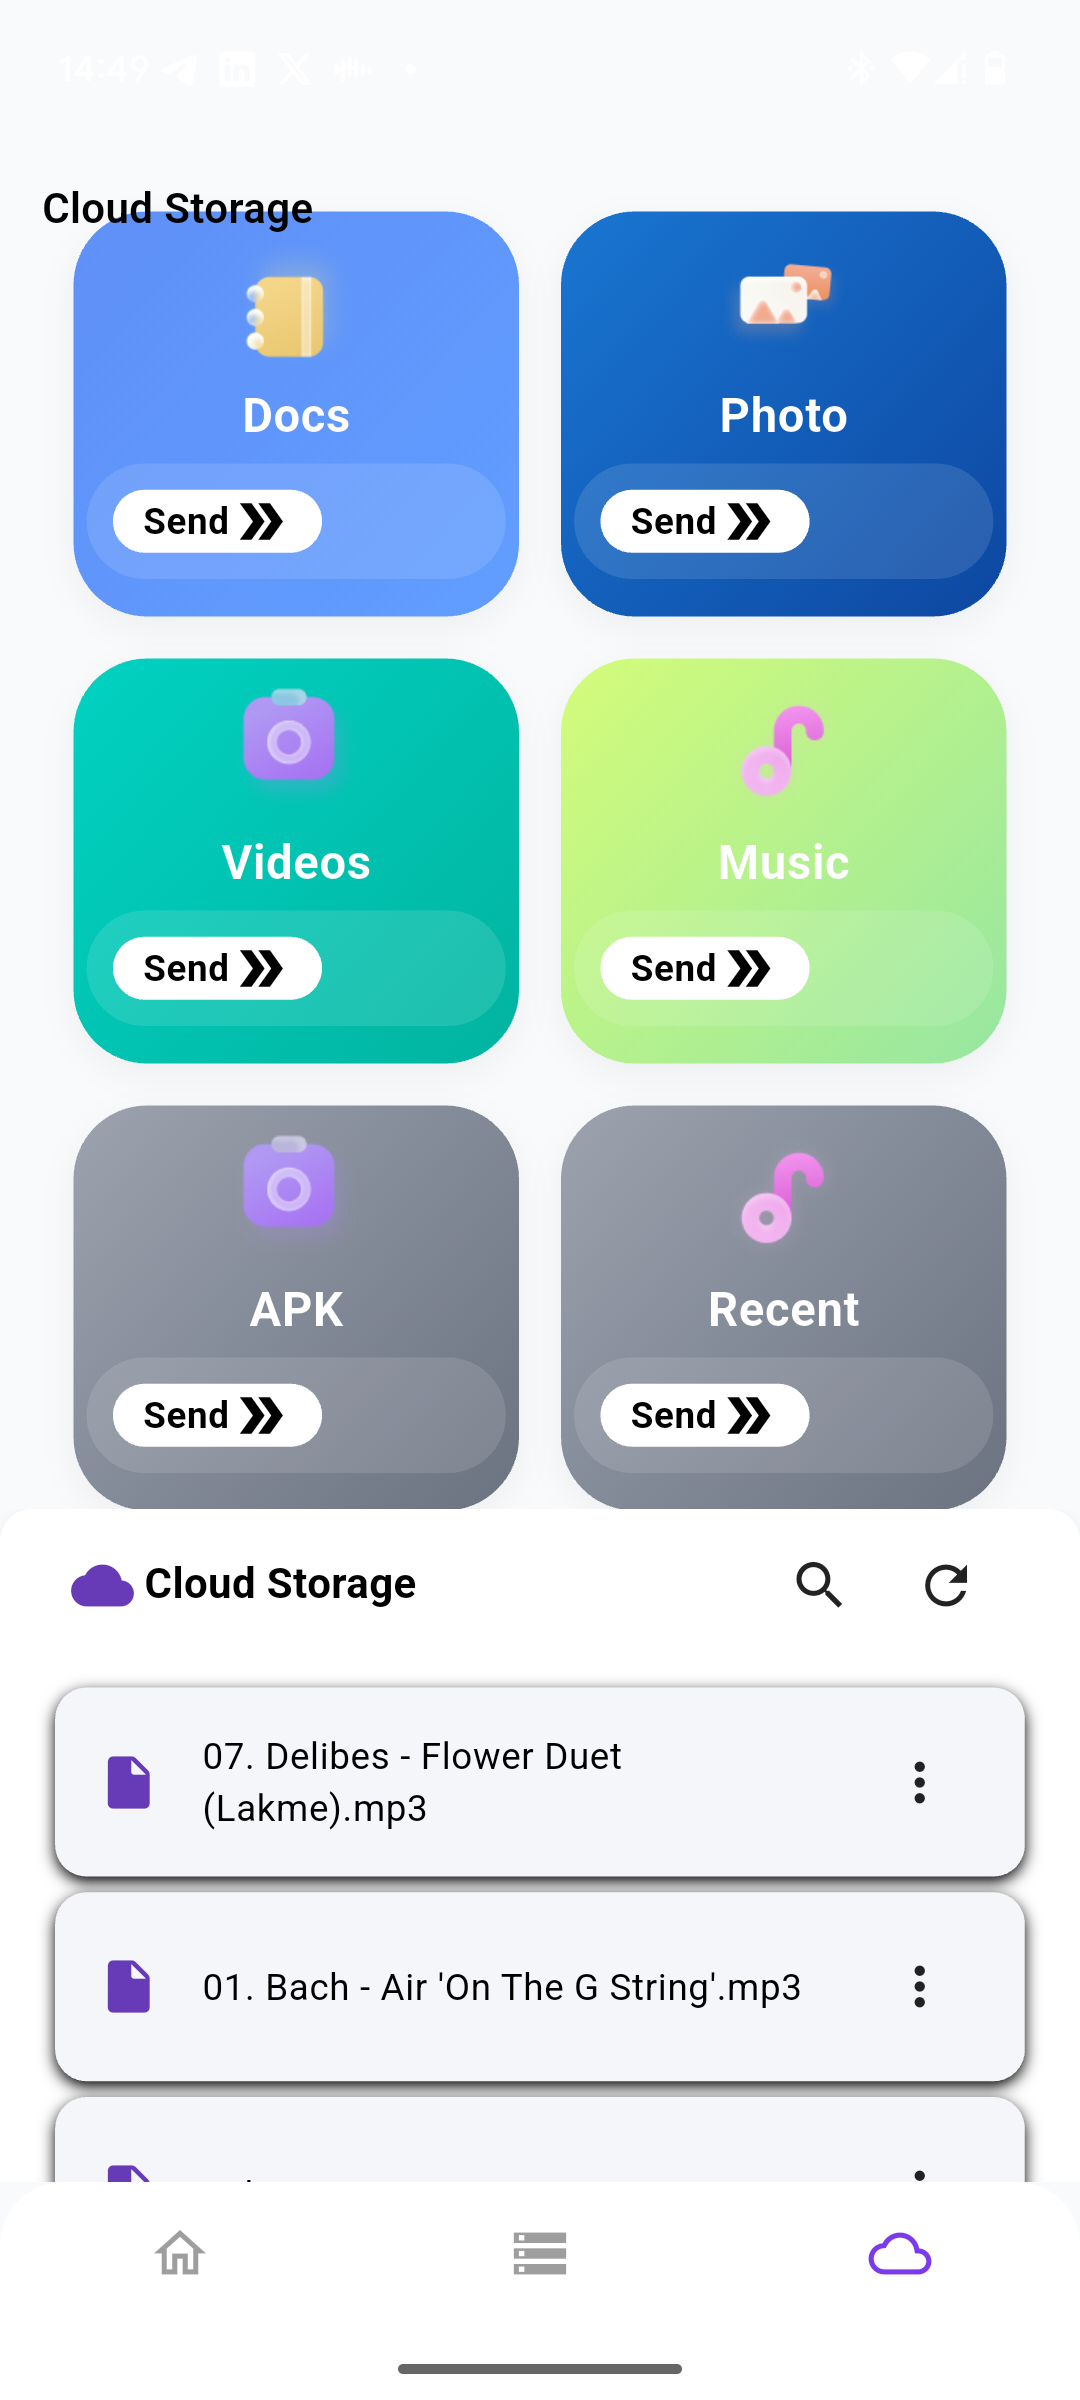 14:49
Cloud Storage
Docs
Photo
Send
Send
Videos
Music
Send
Send
APK
Recent
Send
Send
Cloud Storage
07. Delibes - Flower Duet
(Lakme).mp3
01. Bach - Air 'On The G String'.mp3